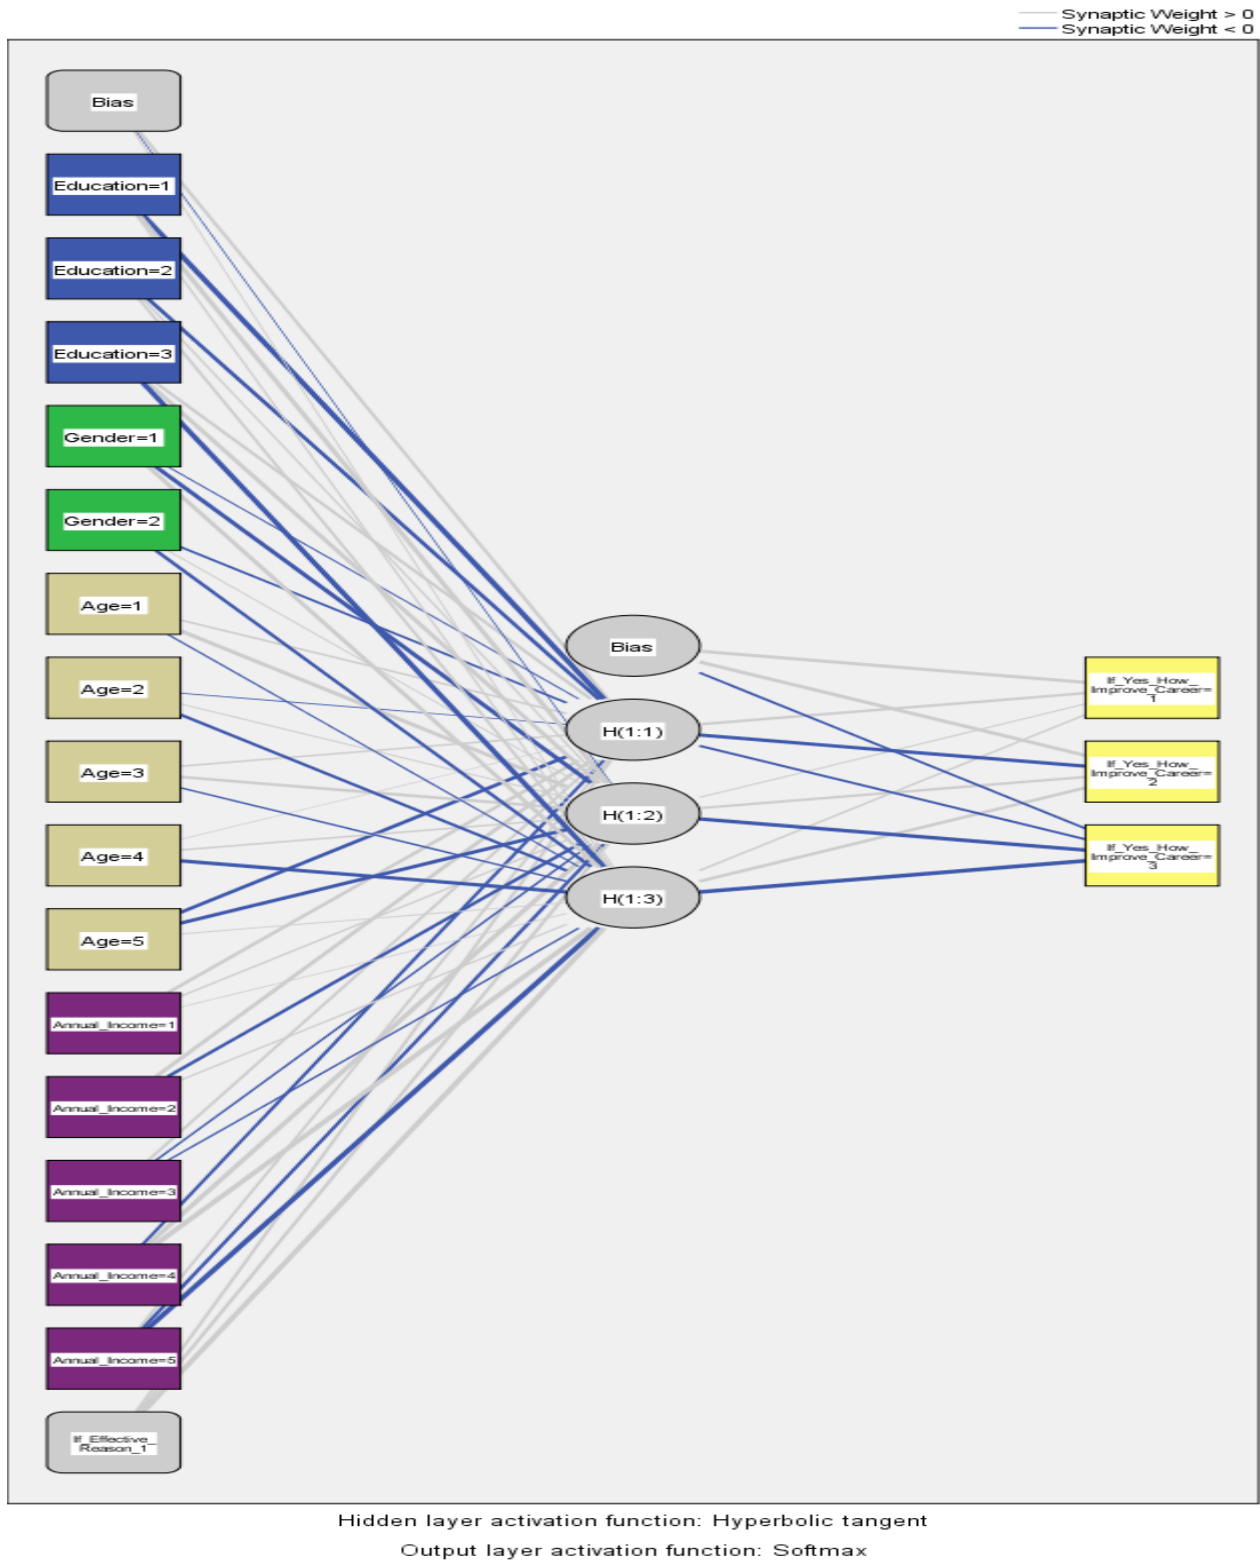 Synaptic Weight > 0
Synaptic Weight < 0
Bias
Education=1
Education=2
Education=3
Gender=1
Gender=2
Age=1
Age=2
Age=3
Age=4
Age=5
Annual_Income=1
Annual_Income=2
Annual_Income=3
Annual_Income=4
Annual_Income=5
If_Effective_
Reason_1
Bias
H(1:1)
H(1:2)
H(1:3)
If_Yes_How_
Improve_Career=
1
If_Yes_How_
Improve_Career=
2
If_Yes_How_
Improve_Career=
3
Hidden layer activation function: Hyperbolic tangent
Output layer activation function: Softmax